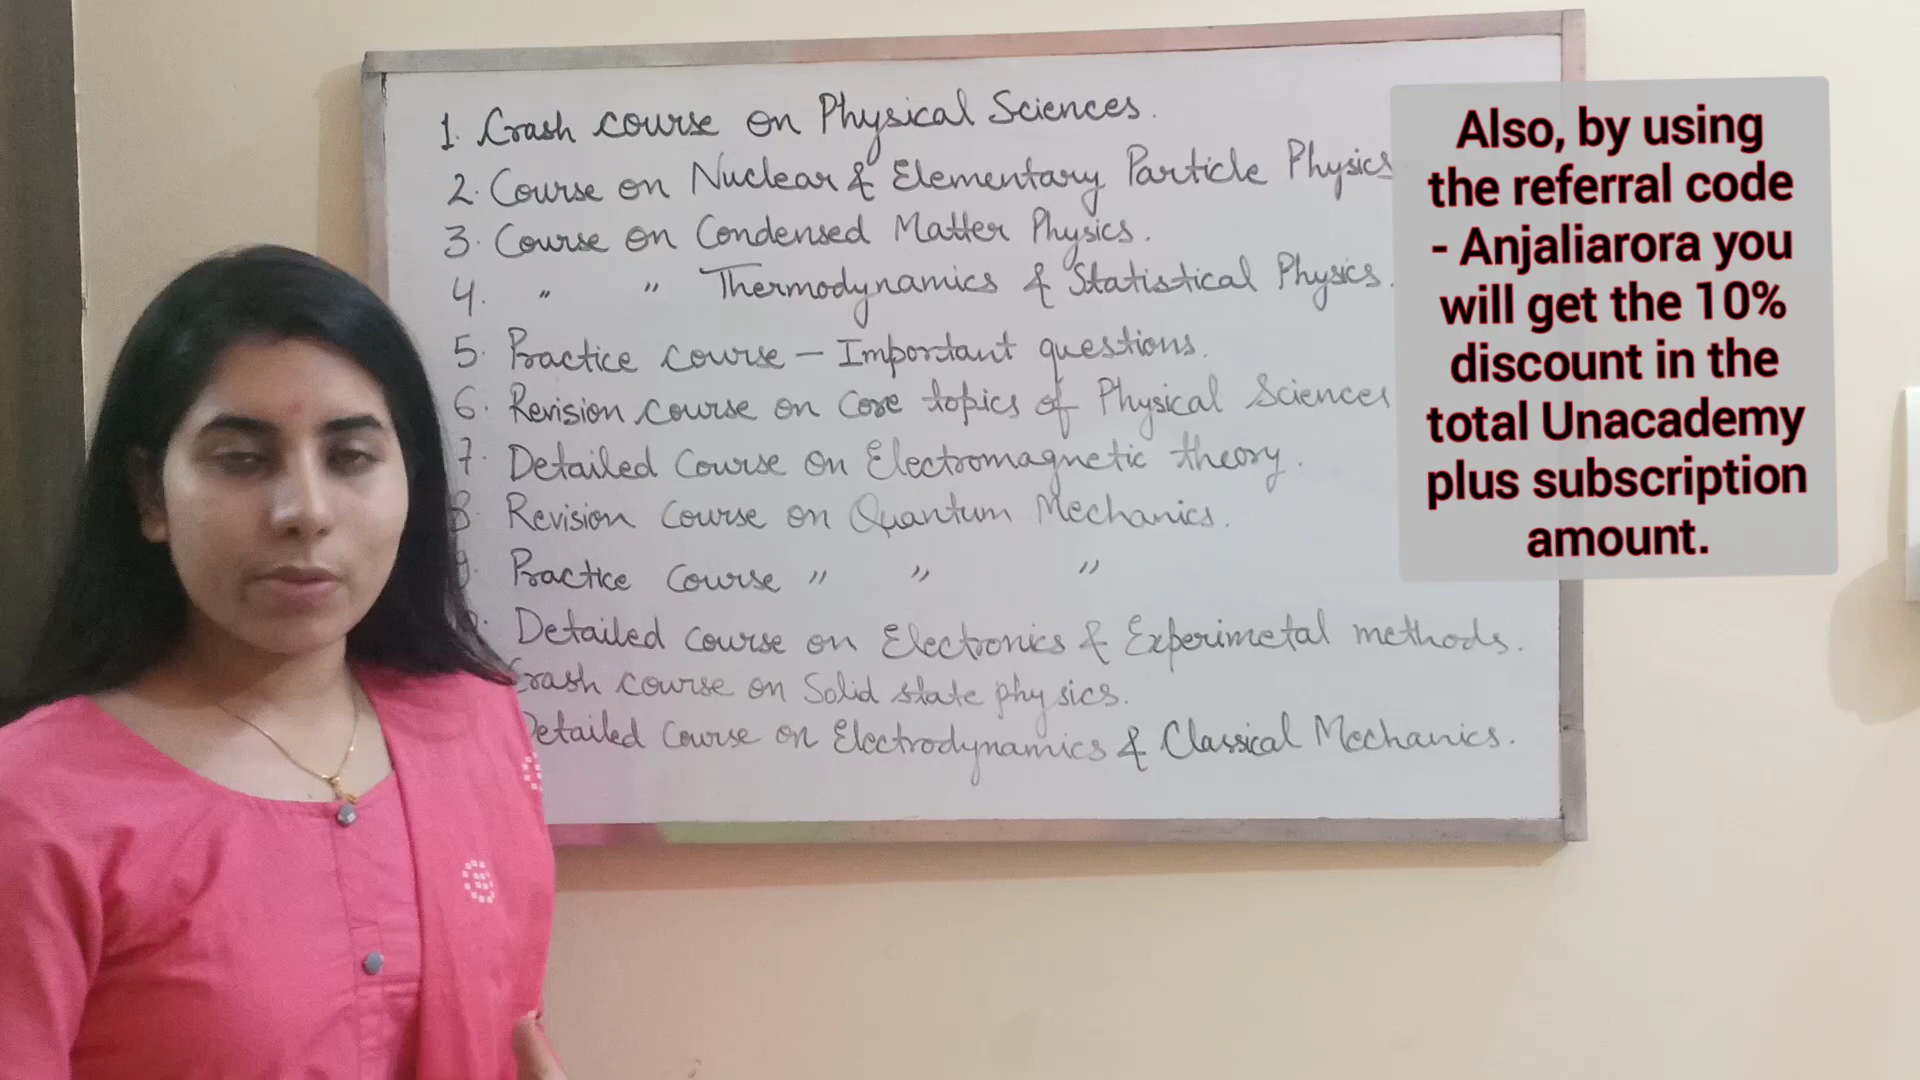 1. Crash course on Physical Sciences.
2. Course on Nuclear & Elementary Particle Physics
3. Course on Condensed Matter Physics.
4. " " Thermodynamics & Statistical Physics.
5. Practice course - Important questions.
6. Revision course on Core topics of Physical Sciences
7. Detailed Course on Electromagnetic theory.
8. Revision Course on Quantum Mechanics.
9. Practice Course " " "
Detailed course on Electronics & Experimetal methods.
Crash course on Solid state physics.
Detailed Course on Electrodynamics & Classical Mechanics.
Also, by using
the referral code
- Anjaliarora you
will get the 10%
discount in the
total Unacademy
plus subscription
amount.